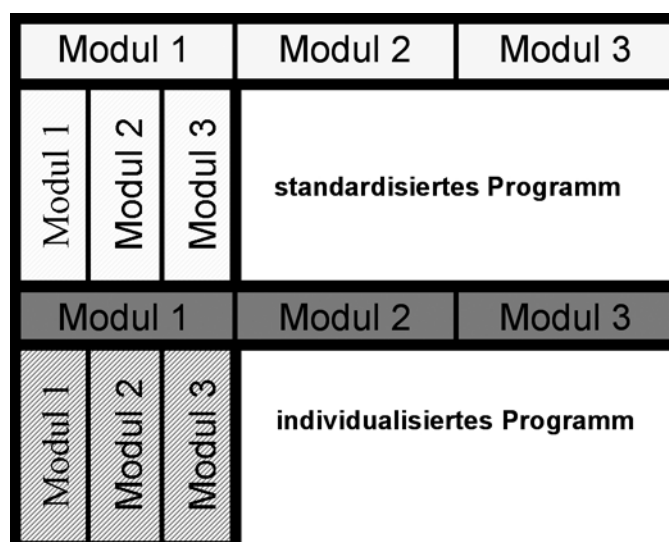 Modul 1 Modul 2 Modul 3
Modul 1
Modul 2
Modul 3
standardisiertes Programm
Modul 1 Modul 2 Modul 3
Modul 1
Modul 2
Modul 3
individualisiertes Programm